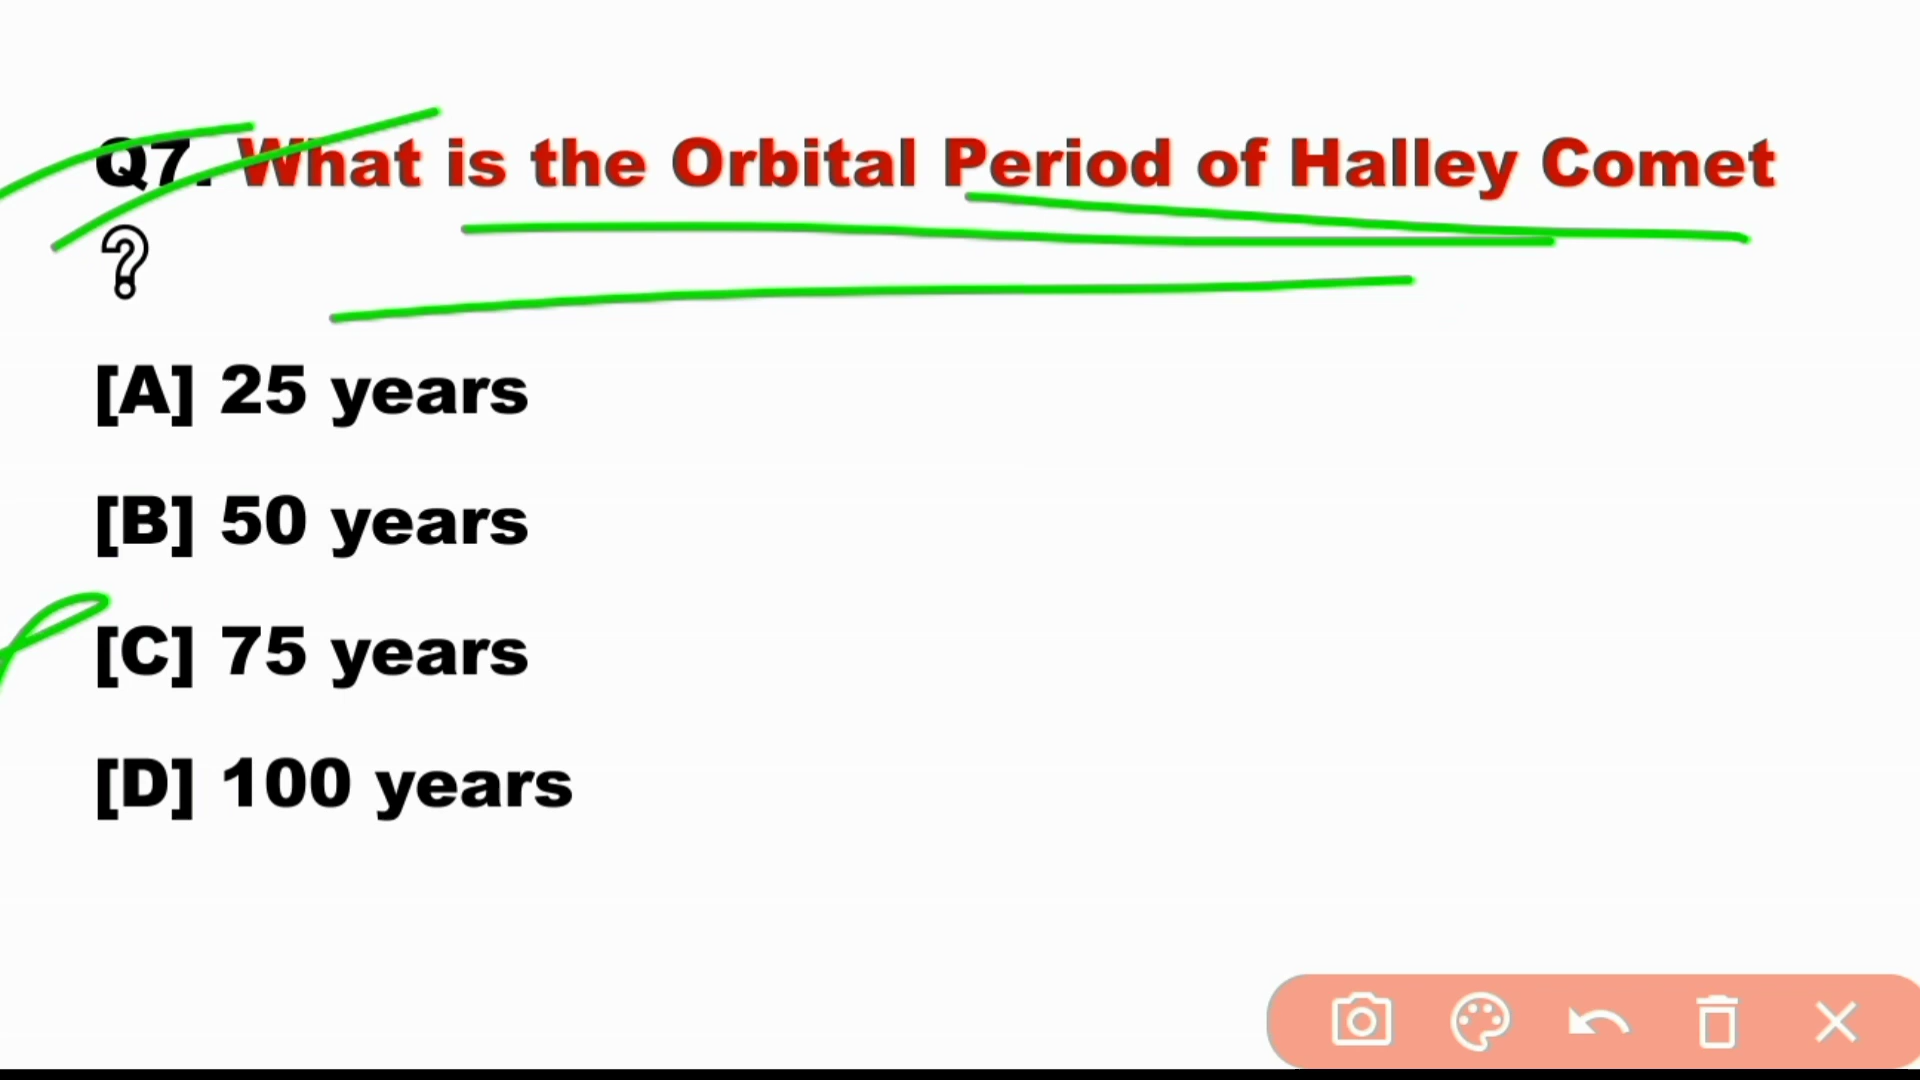 Q7. What is the Orbital Period of Halley Comet
?
[A] 25 years
[B] 50 years
[C] 75 years
[D] 100 years